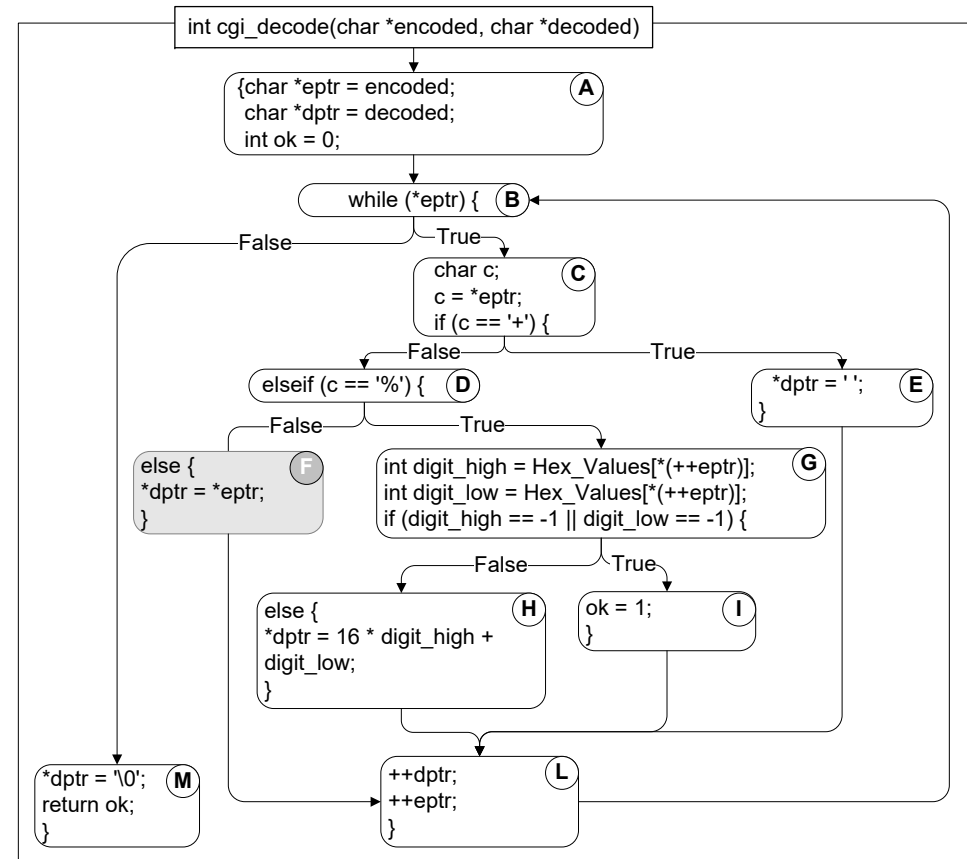 int cgi_decode(char *encoded, char *decoded)
{char *eptr = encoded;
char *dptr = decoded;
int ok = 0;
A
while (*eptr) {
B
False
True
char c;
c = *eptr;
if (c == '+') {
C
False
True
elseif (c == '%') {
D
*dptr = ' ';
}
E
False
True
else {
*dptr = *eptr;
}
F
int digit_high = Hex_Values[*(++eptr)];
int digit_low = Hex_Values[*(++eptr)];
if (digit_high == -1 || digit_low == -1) {
G
False
True
else {
*dptr = 16 * digit_high +
digit_low;
}
H
ok = 1;
}
I
*dptr = '\0';
return ok;
}
M
++dptr;
++eptr;
}
L